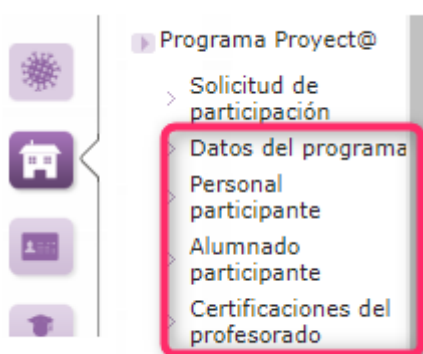 Programa Proyect@
Solicitud de
participación
Datos del programa
Personal
participante
Alumnado
participante
Certificaciones del
profesorado